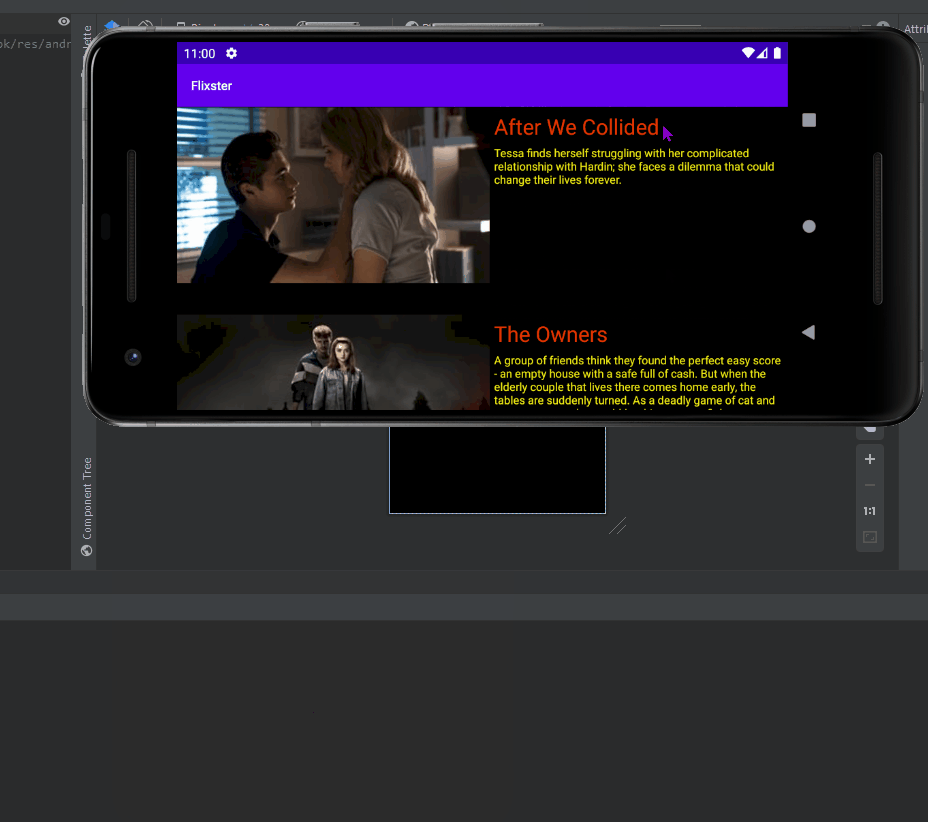 ok/res/andr
11:00
Flixster
After We Collided
Tessa finds herself struggling with her complicated
relationship with Hardin; she faces a dilemma that could
change their lives forever.
The Owners
A group of friends think they found the perfect easy score
- an empty house with a safe full of cash. But when the
elderly couple that lives there comes home early, the
tables are suddenly turned. As a deadly game of cat and
Component Tree
1:1